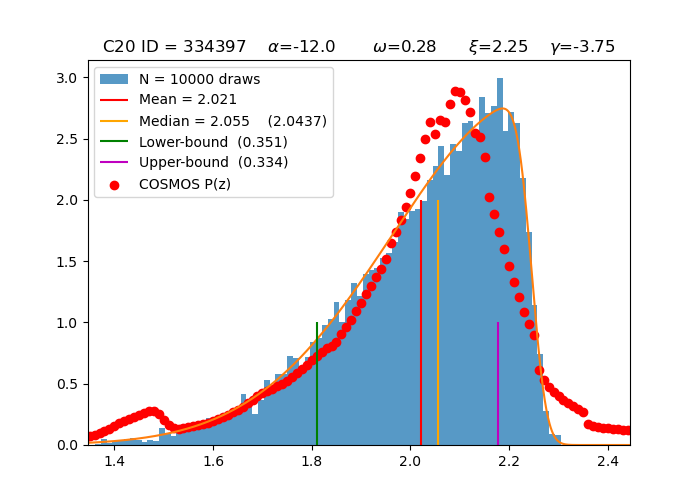 C20 ID = 334397 α=-12.0 ω=0.28 ξ=2.25 γ=-3.75
N = 10000 draws
Mean = 2.021
Median = 2.055 (2.0437)
Lower-bound (0.351)
Upper-bound (0.334)
COSMOS P(z)
3.0
2.5
2.0
1.5
1.0
0.5
0.0
1.4 1.6 1.8 2.0 2.2 2.4